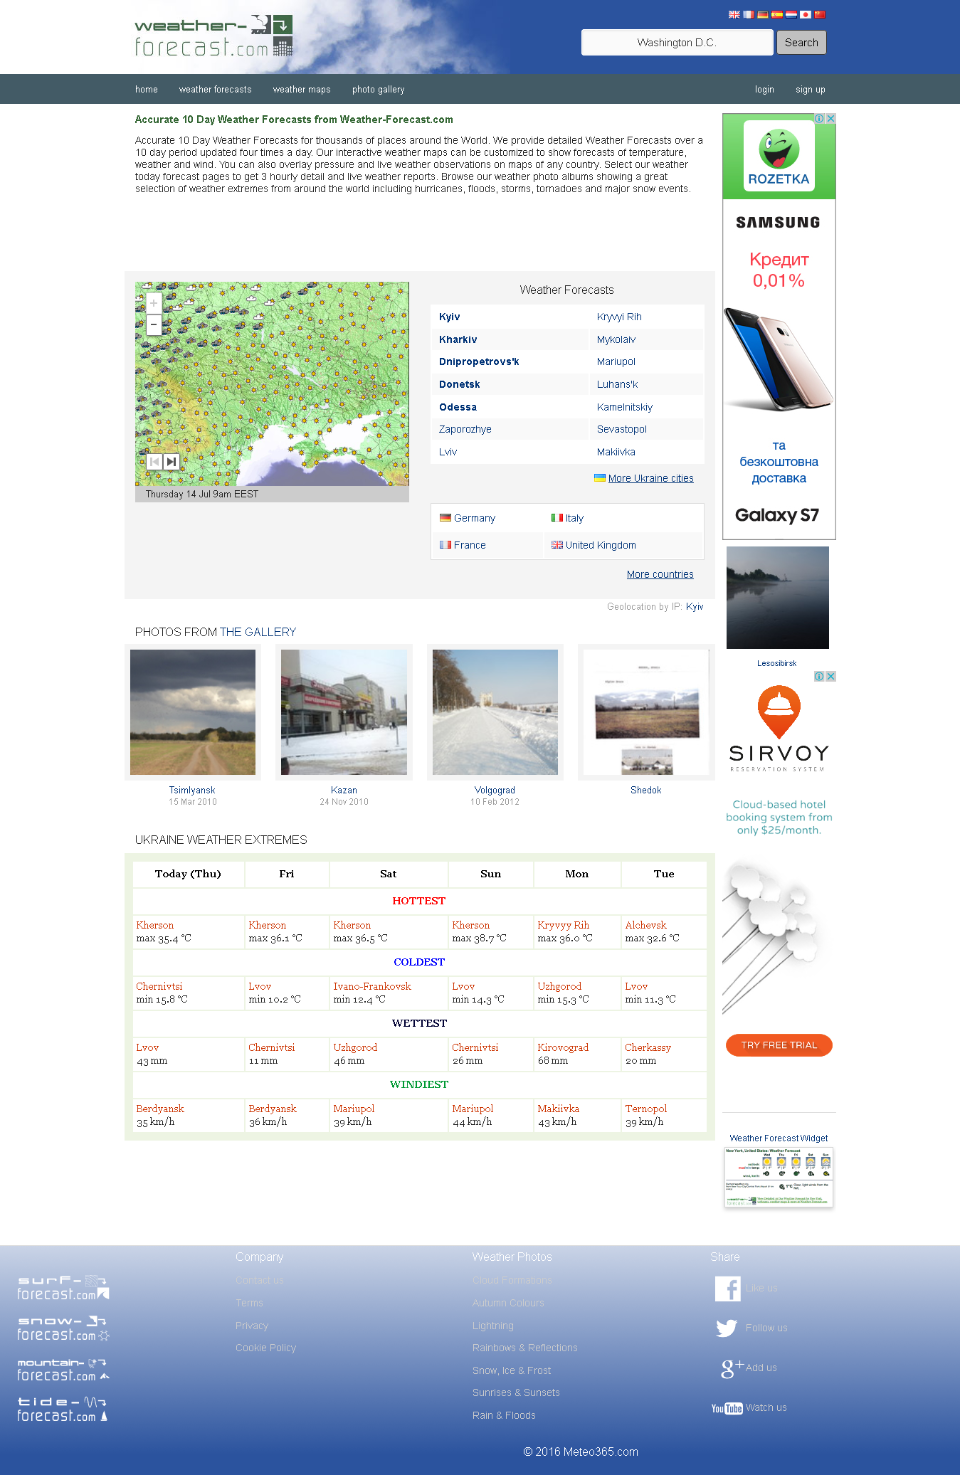 weather-
forecast.com
Washington D.C.
Search
home
weather forecasts
weather maps
photo gallery
login
sign up
Accurate 10 Day Weather Forecasts from Weather-Forecast.com
Accurate 10 Day Weather Forecasts for thousands of places around the World. We provide detailed Weather Forecasts over a
10 day period updated four times a day. Our interactive weather maps can be customized to show forecasts of temperature,
weather and wind. You can also overlay pressure and live weather observations on maps of any country. Select our weather
today forecast pages to get 3 hourly detail and live weather reports. Browse our weather photo albums showing a great
selection of weather extremes from around the world including hurricanes, floods, storms, tornadoes and major snow events.
Thursday 14 Jul 9am EEST
Weather Forecasts
Kyiv
Kryvyi Rih
Kharkiv
Mykolaiv
Dnipropetrovs'k
Mariupol
Donetsk
Luhans'k
Odessa
Kamelnitskiy
Zaporozhye
Sevastopol
Lviv
Makiivka
More Ukraine cities
Germany
Italy
France
United Kingdom
More countries
Geolocation by IP: Kyiv
PHOTOS FROM THE GALLERY
Tsimlyansk
15 Mar 2010
Kazan
24 Nov 2010
Volgograd
10 Feb 2012
Shedok
UKRAINE WEATHER EXTREMES
Today (Thu)
Fri
Sat
Sun
Mon
Tue
HOTTEST
Kherson
max 35.4 °C
Kherson
max 36.1 °C
Kherson
max 36.5 °C
Kherson
max 38.7 °C
Kryvyy Rih
max 36.0 °C
Alchevsk
max 32.6 °C
COLDEST
Chernivtsi
min 15.8 °C
Lvov
min 10.2 °C
Ivano-Frankovsk
min 12.4 °C
Lvov
min 14.3 °C
Uzhgorod
min 15.3 °C
Lvov
min 11.3 °C
WETTEST
Lvov
43 mm
Chernivtsi
11 mm
Uzhgorod
46 mm
Chernivtsi
26 mm
Kirovograd
68 mm
Cherkassy
20 mm
WINDIEST
Berdyansk
35 km/h
Berdyansk
36 km/h
Mariupol
39 km/h
Mariupol
44 km/h
Makiivka
43 km/h
Ternopol
39 km/h
ROZETKA
SAMSUNG
Кредит
0,01%
та
безкоштовна
доставка
Galaxy S7
Lesosibirsk
SIRVOY
RESERVATION SYSTEM
Cloud-based hotel
booking system from
only $25/month.
TRY FREE TRIAL
Weather Forecast Widget
surf-
forecast.com
snow-
forecast.com
mountain-
forecast.com
tide-
forecast.com
Company
Contact us
Terms
Privacy
Cookie Policy
Weather Photos
Cloud Formations
Autumn Colours
Lightning
Rainbows & Reflections
Snow, Ice & Frost
Sunrises & Sunsets
Rain & Floods
Share
Like us
Follow us
Add us
YouTube
Watch us
© 2016 Meteo365.com